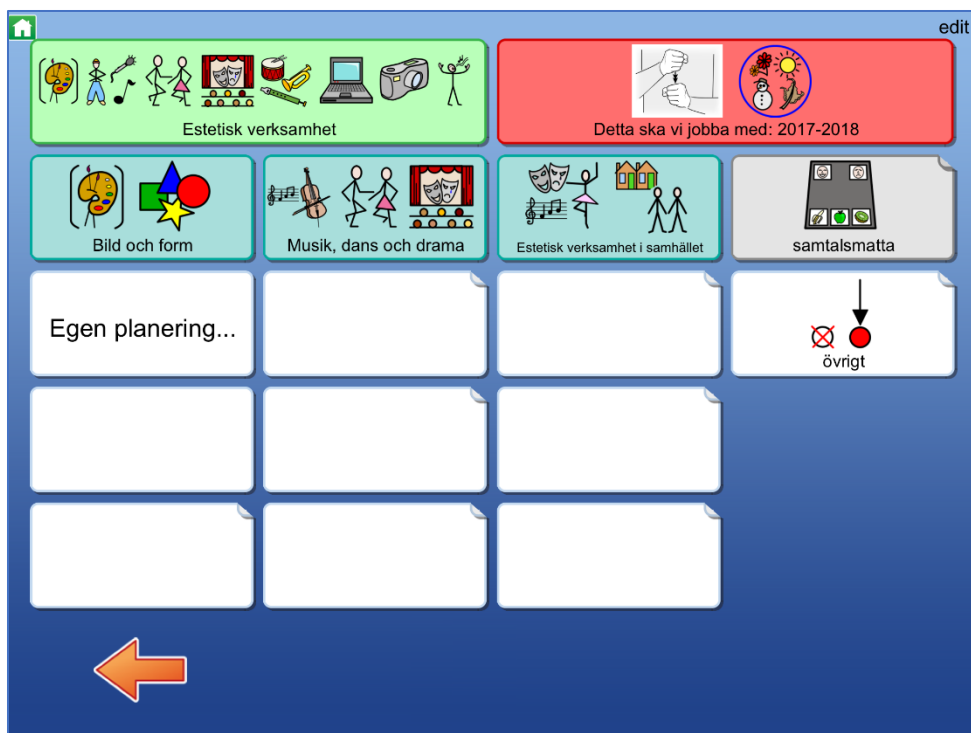 edit
Estetisk verksamhet
Detta ska vi jobba med: 2017-2018
Bild och form
Musik, dans och drama
Estetisk verksamhet i samhället
samtalsmatta
Egen planering...
övrigt